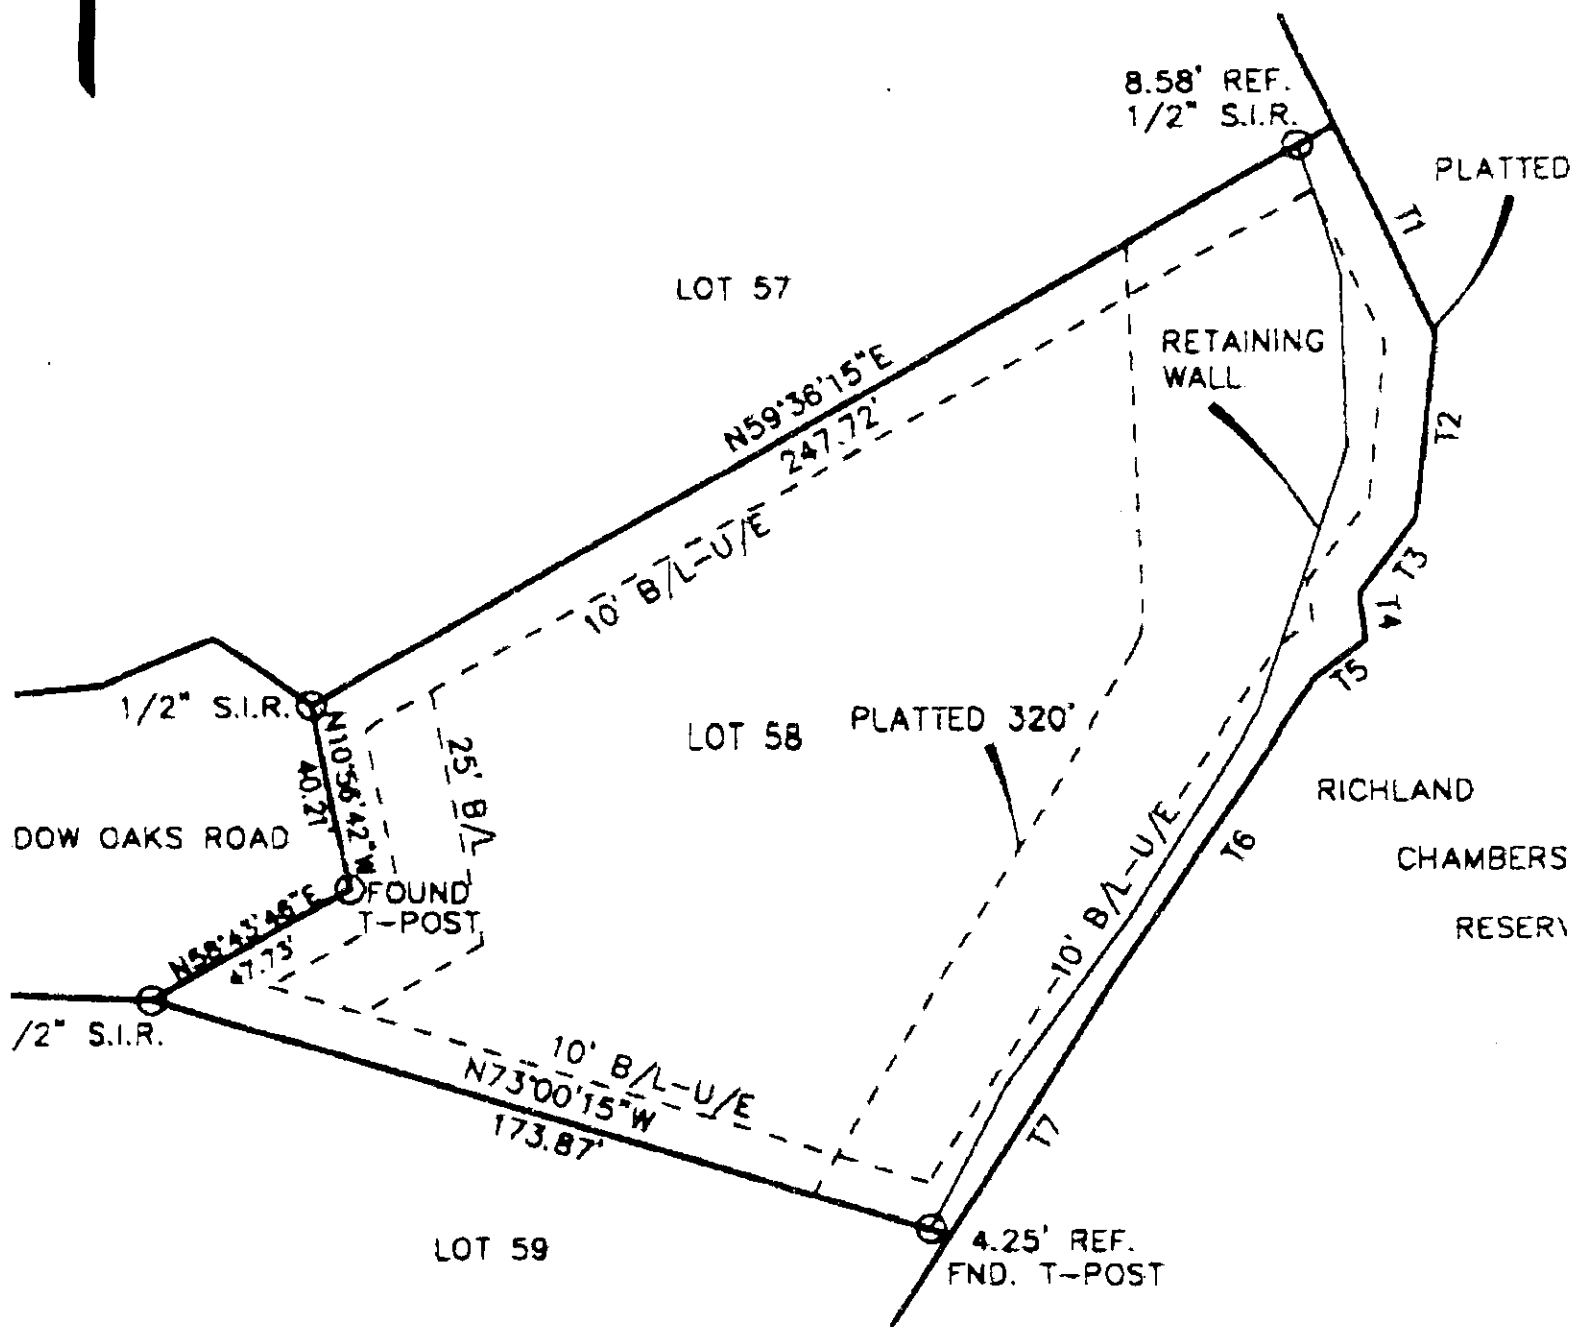 8.58' REF.
1/2" S.I.R.
PLATTED
T1
LOT 57
RETAINING
WALL
N59°36'15"E
247.72'
T2
10' B/L-U/E
T3
T4
T5
1/2" S.I.R.
N10°56'42"W
40.21'
25' B/L
LOT 58
PLATTED 320'
RICHLAND
DOW OAKS ROAD
T6
CHAMBERS
FOUND
T-POST
10' B/L-U/E
RESERV
N58°43'46"E
47.73'
/2" S.I.R.
10' B/L-U/E
N73°00'15"W
173.87'
T7
LOT 59
4.25' REF.
FND. T-POST